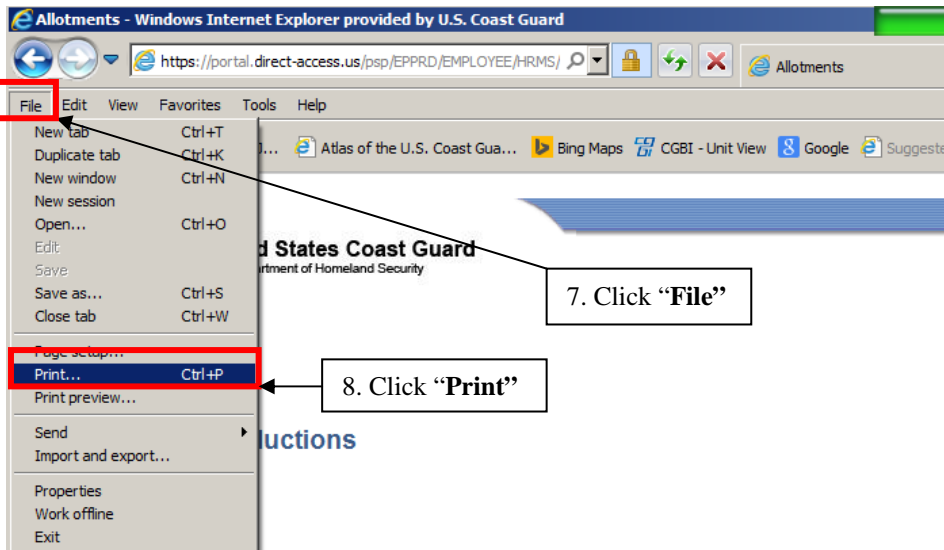 Allotments - Windows Internet Explorer provided by U.S. Coast Guard
https://portal.direct-access.us/psp/EPPRD/EMPLOYEE/HRMS/
Allotments
File Edit View Favorites Tools Help
Atlas of the U.S. Coast Gua... Bing Maps CGBI - Unit View Google Suggeste
New tab Ctrl+T
Duplicate tab Ctrl+K
New window Ctrl+N
New session
Open... Ctrl+O
Edit
Save
Save as... Ctrl+S
Close tab Ctrl+W
Page setup...
Print... Ctrl+P
Print preview...
Send
Import and export...
Properties
Work offline
Exit
d States Coast Guard
rtment of Homeland Security
7. Click “File”
8. Click “Print”
uctions